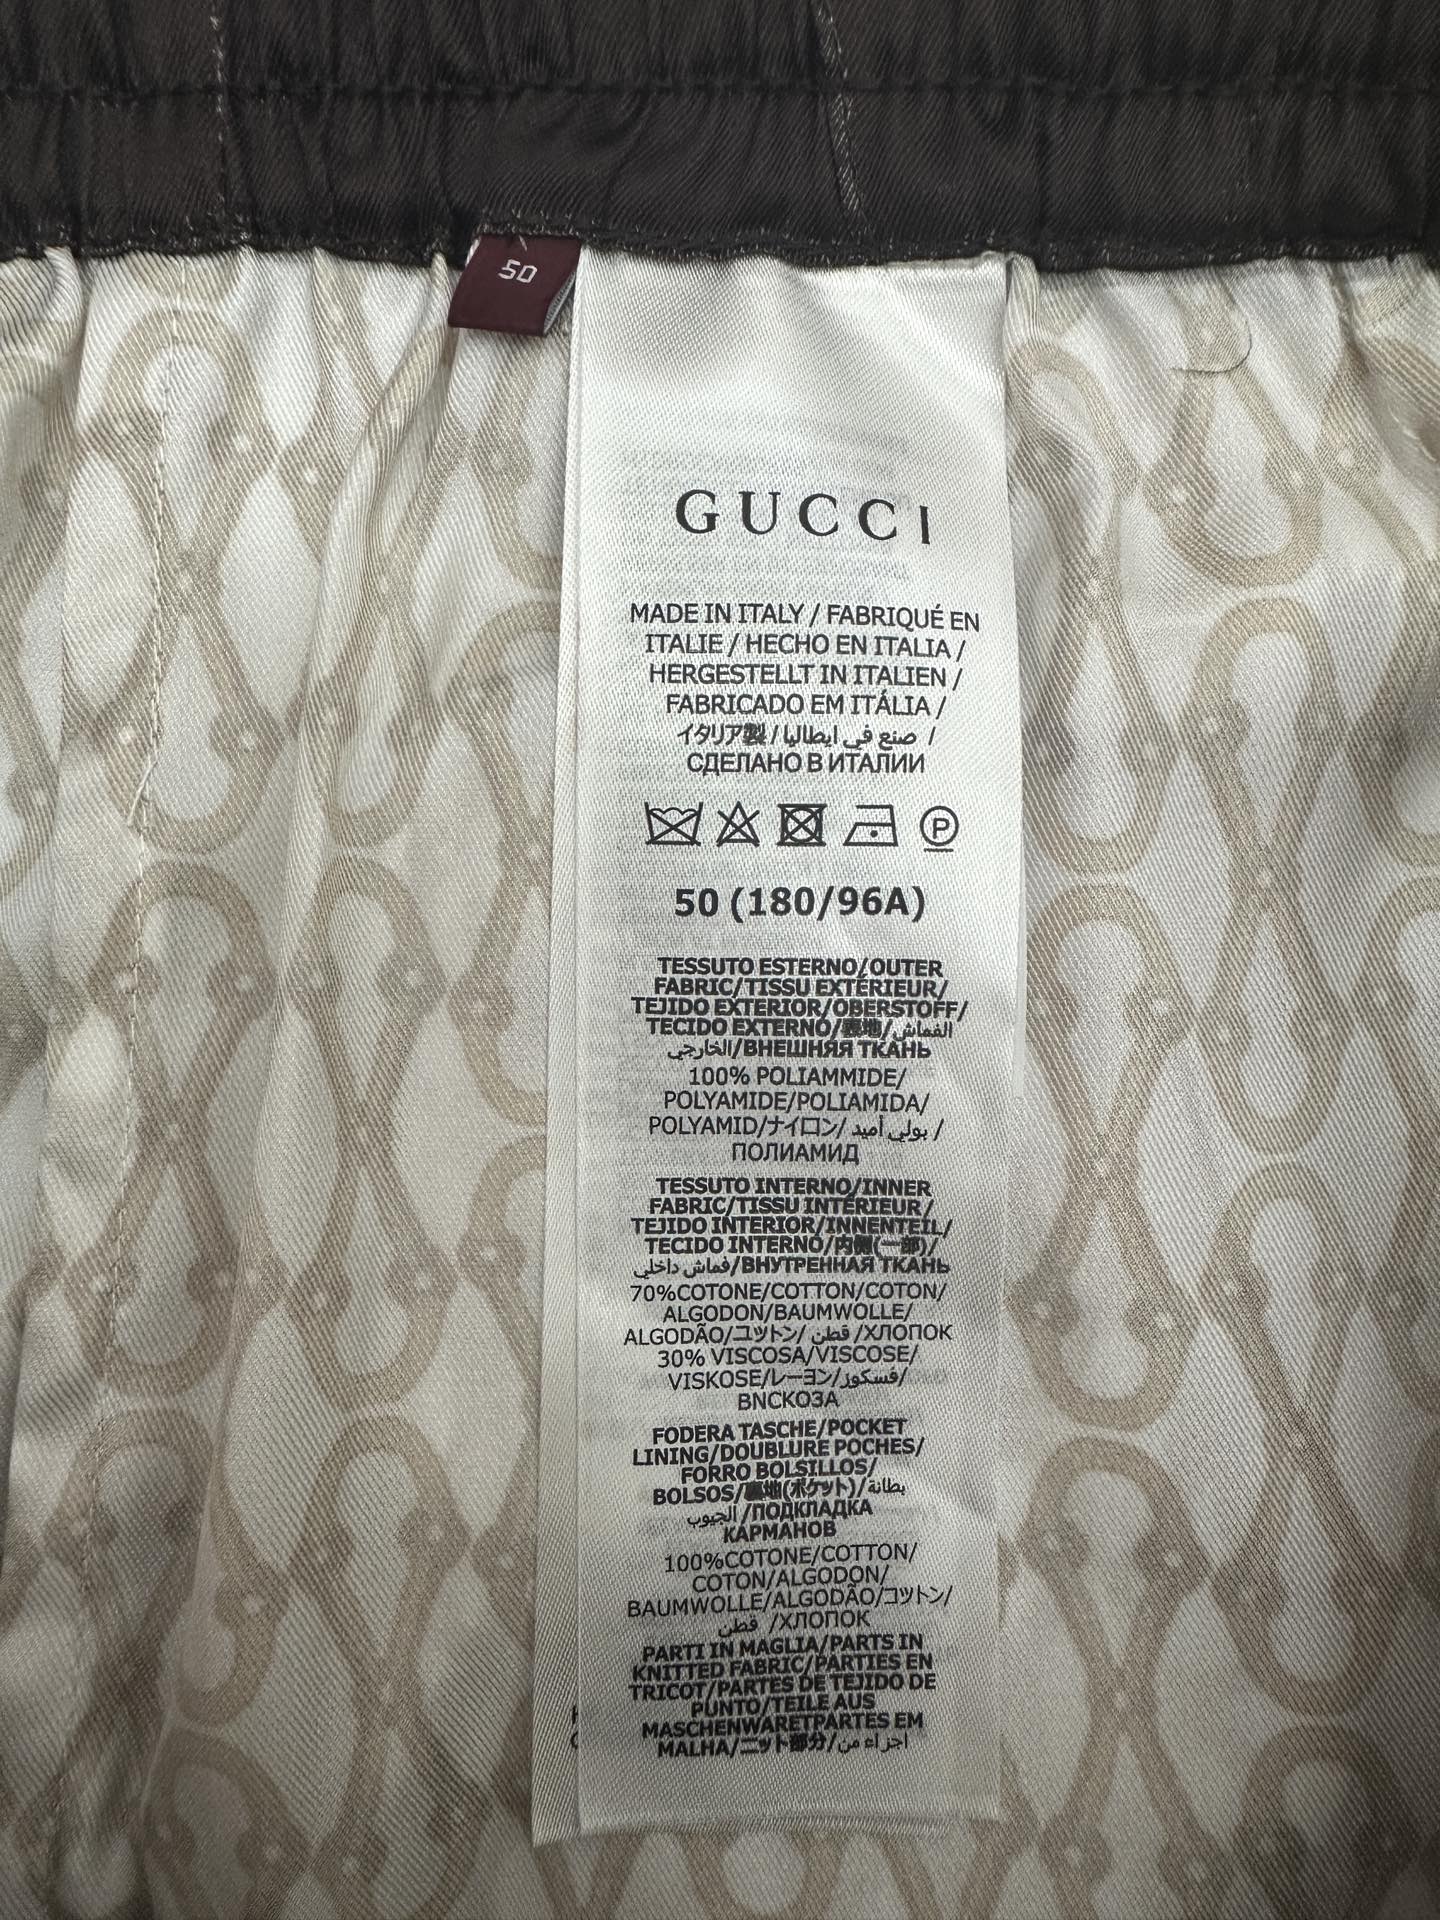 50
GUCCI
MADE IN ITALY / FABRIQUÉ EN
ITALIE / HECHO EN ITALIA /
HERGESTELLT IN ITALIEN /
FABRICADO EM ITÁLIA /
イタリア製 / صنع في ايطاليا /
СДЕЛАНО В ИТАЛИИ
P
50 (180/96A)
TESSUTO ESTERNO/OUTER
FABRIC/TISSU EXTÉRIEUR/
TEJIDO EXTERIOR/OBERSTOFF/
TECIDO EXTERNO/表地/القماش
الخارجي/ВНЕШНЯЯ ТКАНЬ
100% POLIAMMIDE/
POLYAMIDE/POLIAMIDA/
POLYAMID/ナイロン/ بولي أميد /
ПОЛИАМИД
TESSUTO INTERNO/INNER
FABRIC/TISSU INTÉRIEUR/
TEJIDO INTERIOR/INNENTEIL/
TECIDO INTERNO/内側(一部)/
قماش داخلي/ВНУТРЕННАЯ ТКАНЬ
70%COTONE/COTTON/COTON/
ALGODON/BAUMWOLLE/
ALGODÃO/コットン/ قطن /ХЛОПОК
30% VISCOSA/VISCOSE/
VISKOSE/レーヨン/فسكوز/
ВNCKOЗA
FODERA TASCHE/POCKET
LINING/DOUBLURE POCHES/
FORRO BOLSILLOS/
BOLSOS/裏地(ポケット)/بطانة
الجيوب /ПОДКЛАДКА
КАРМАНОВ
100%COTONE/COTTON/
COTON/ALGODON/
BAUMWOLLE/ALGODÃO/コットン/
قطن /ХЛОПОК
PARTI IN MAGLIA/PARTS IN
KNITTED FABRIC/PARTIES EN
TRICOT/PARTES DE TEJIDO DE
PUNTO/TEILE AUS
MASCHENWARETPARTES EM
MALHA/ニット部分/اجزاء من